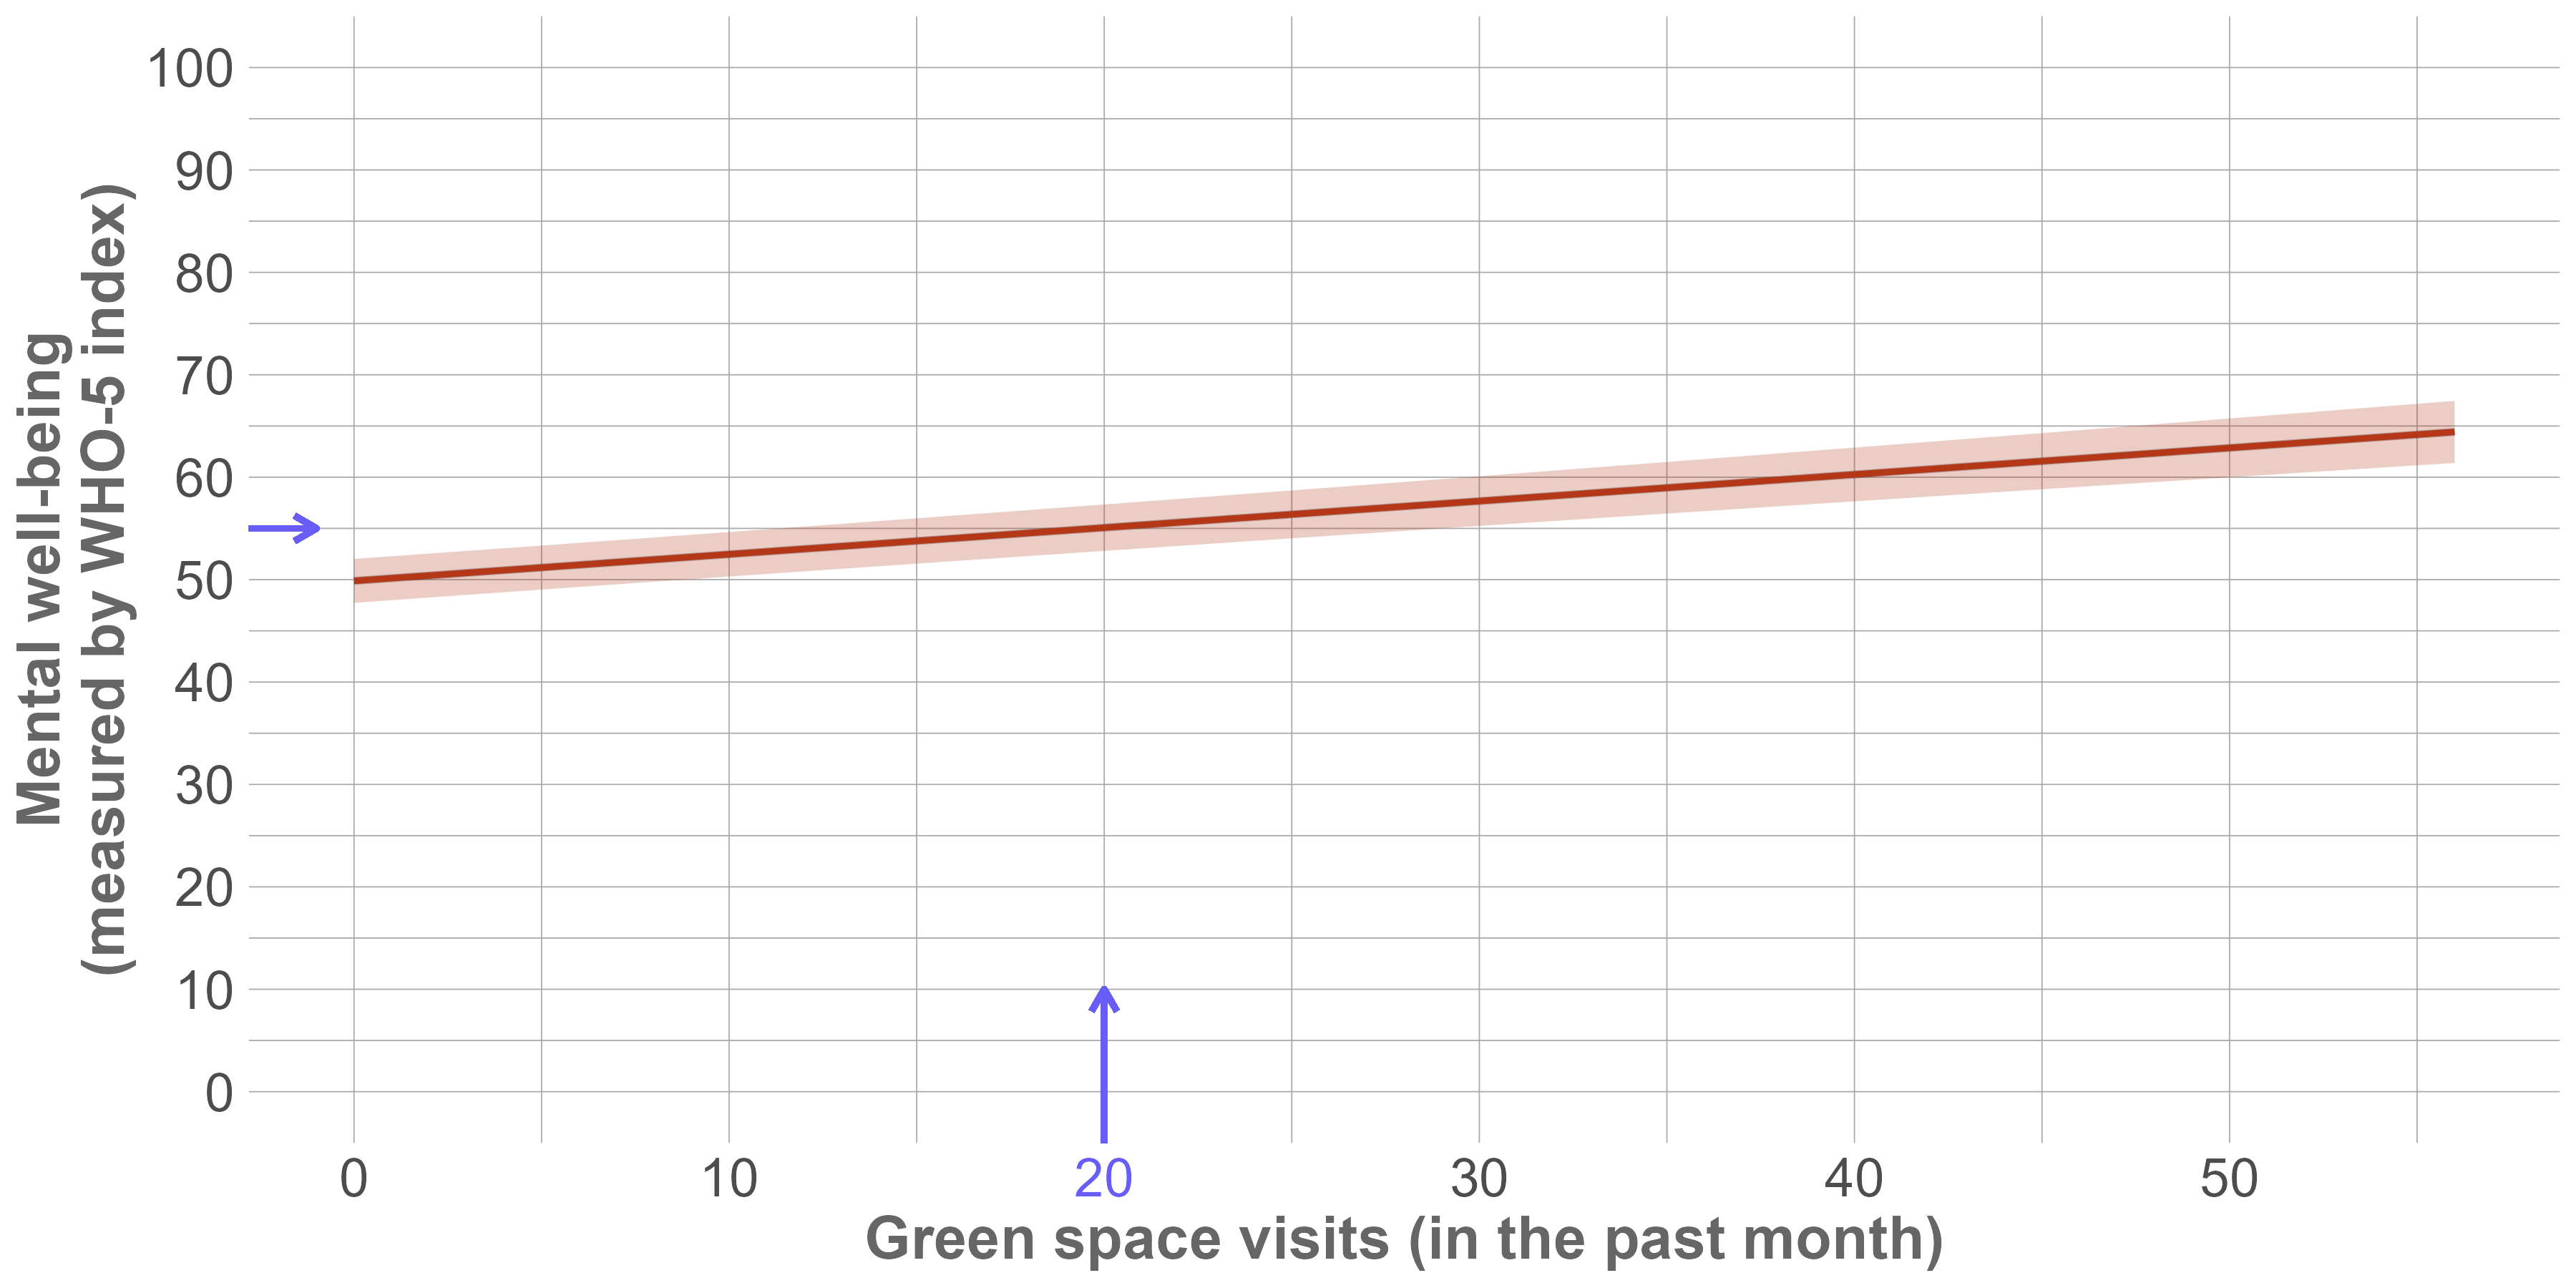 Mental well-being
(measured by WHO-5 index)
100
90
80
70
60
50
40
30
20
10
0
0 10 20 30 40 50
Green space visits (in the past month)